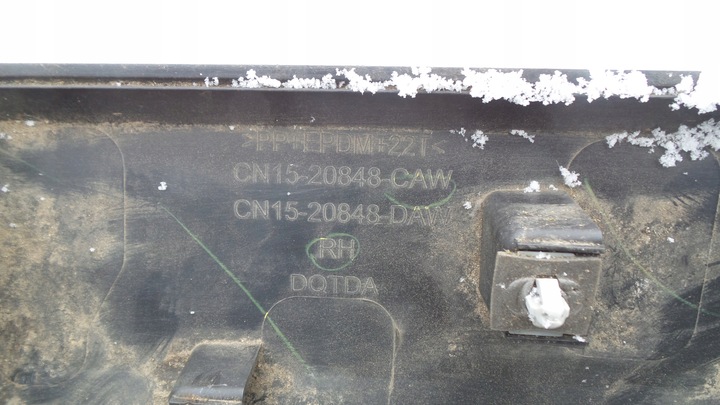 >PP+EPDM+22T<
CN15-20848-CAW
CN15-20848-DAW
RH
DQTDA